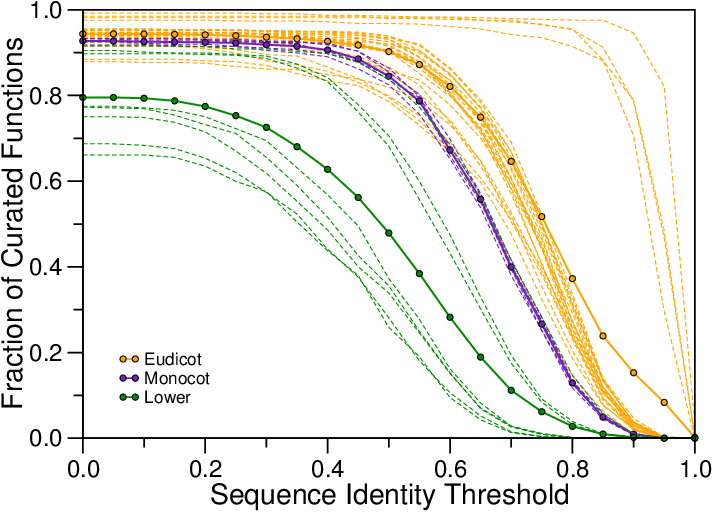 Fraction of Curated Functions
1.0
0.8
0.6
0.4
0.2
0.0
Eudicot
Monocot
Lower
0.0 0.2 0.4 0.6 0.8 1.0
Sequence Identity Threshold